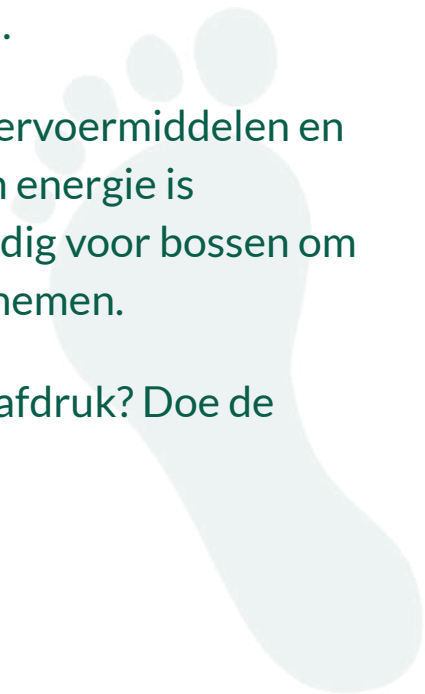 .
ervoermiddelen en
energie is
dig voor bossen om
nemen.
afdruk? Doe de